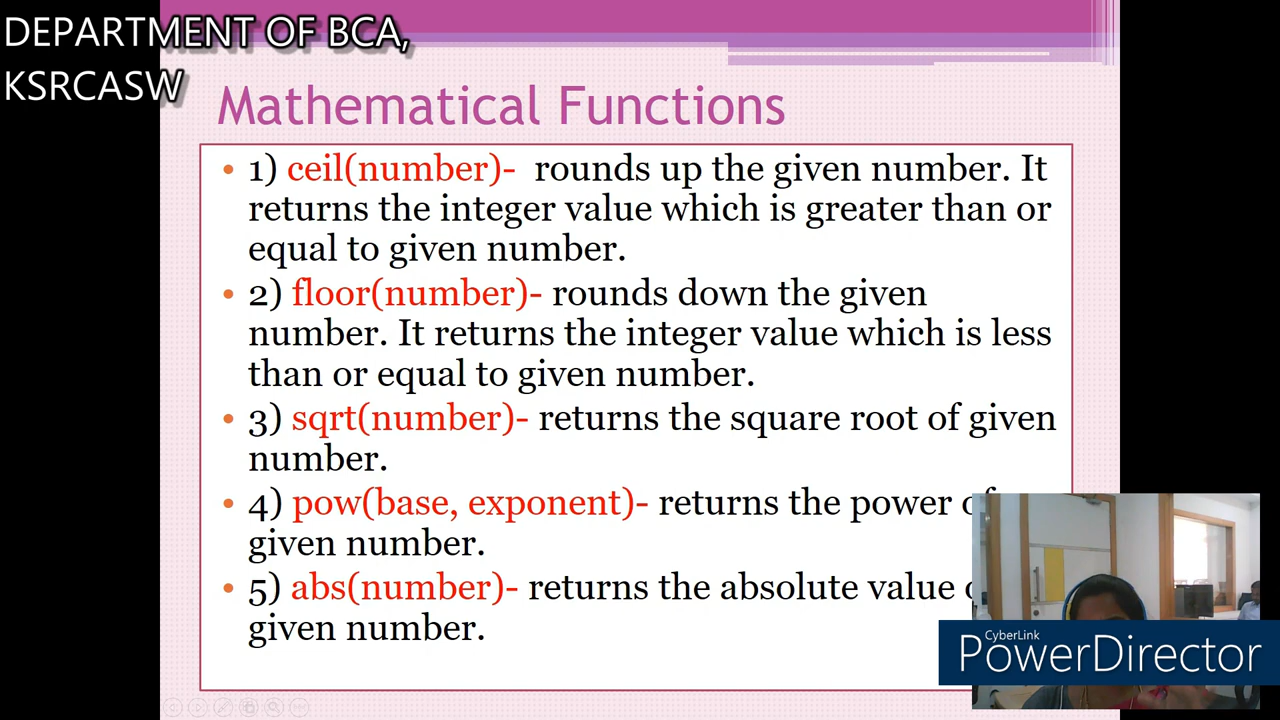 DEPARTMENT OF BCA,
KSRCASW
Mathematical Functions
• 1) ceil(number)- rounds up the given number. It
returns the integer value which is greater than or
equal to given number.
• 2) floor(number)- rounds down the given
number. It returns the integer value which is less
than or equal to given number.
• 3) sqrt(number)- returns the square root of given
number.
• 4) pow(base, exponent)- returns the power of
given number.
• 5) abs(number)- returns the absolute value
given number.
CyberLink
PowerDirector